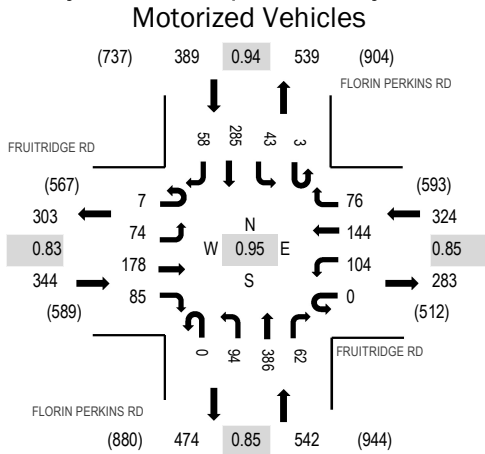 Motorized Vehicles
(737) 389 0.94 539 (904)
FLORIN PERKINS RD
58 285 43 3
FRUITRIDGE RD
(567) 7 76 (593)
303 324
74 144
0.83 W N 0.95 S E 0.85
178 104
344 283
85 0
(589) (512)
0 94 386 62
FRUITRIDGE RD
FLORIN PERKINS RD
(880) 474 0.85 542 (944)